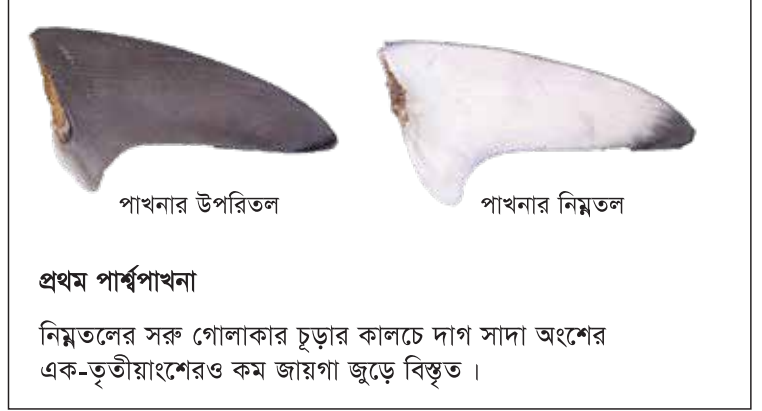 পাখনার উপরিতল
পাখনার নিম্নতল
প্রথম পার্শ্বপাখনা
নিম্নতলের সরু গোলাকার চূড়ার কালচে দাগ সাদা অংশের
এক-তৃতীয়াংশেরও কম জায়গা জুড়ে বিস্তৃত।